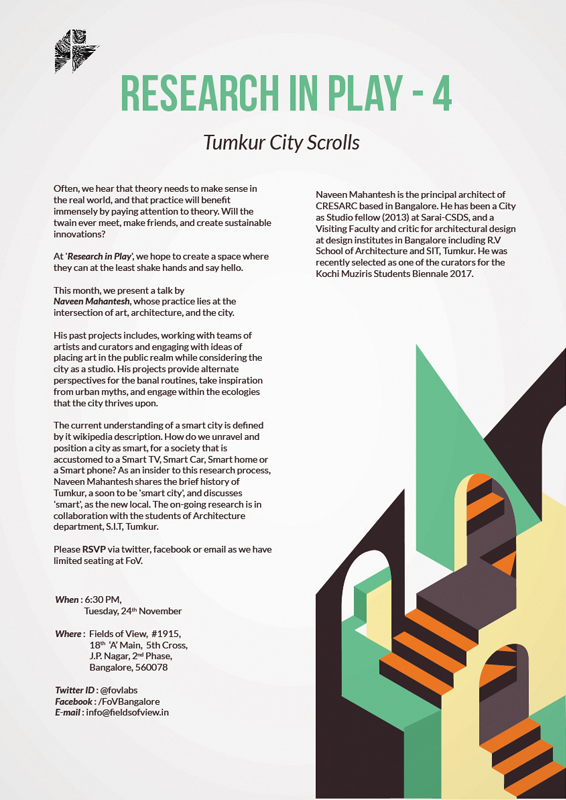 RESEARCH IN PLAY - 4
Tumkur City Scrolls
Often, we hear that theory needs to make sense in
the real world, and that practice will benefit
immensely by paying attention to theory. Will the
twain ever meet, make friends, and create sustainable
innovations?
At 'Research in Play', we hope to create a space where
they can at the least shake hands and say hello.
This month, we present a talk by
Naveen Mahantesh, whose practice lies at the
intersection of art, architecture, and the city.
His past projects includes, working with teams of
artists and curators and engaging with ideas of
placing art in the public realm while considering the
city as a studio. His projects provide alternate
perspectives for the banal routines, take inspiration
from urban myths, and engage within the ecologies
that the city thrives upon.
The current understanding of a smart city is defined
by it wikipedia description. How do we unravel and
position a city as smart, for a society that is
accustomed to a Smart TV, Smart Car, Smart home or
a Smart phone? As an insider to this research process,
Naveen Mahantesh shares the brief history of
Tumkur, a soon to be 'smart city', and discusses
'smart', as the new local. The on-going research is in
collaboration with the students of Architecture
department, S.I.T, Tumkur.
Please RSVP via twitter, facebook or email as we have
limited seating at FoV.
When : 6:30 PM,
Tuesday, 24th November
Where : Fields of View, #1915,
18th 'A' Main, 5th Cross,
J.P. Nagar, 2nd Phase,
Bangalore, 560078
Twitter ID : @fovlabs
Facebook : /FoVBangalore
E-mail : info@fieldsofview.in
Naveen Mahantesh is the principal architect of
CRESARC based in Bangalore. He has been a City
as Studio fellow (2013) at Sarai-CSDS, and a
Visiting Faculty and critic for architectural design
at design institutes in Bangalore including R.V
School of Architecture and SIT, Tumkur. He was
recently selected as one of the curators for the
Kochi Muziris Students Biennale 2017.